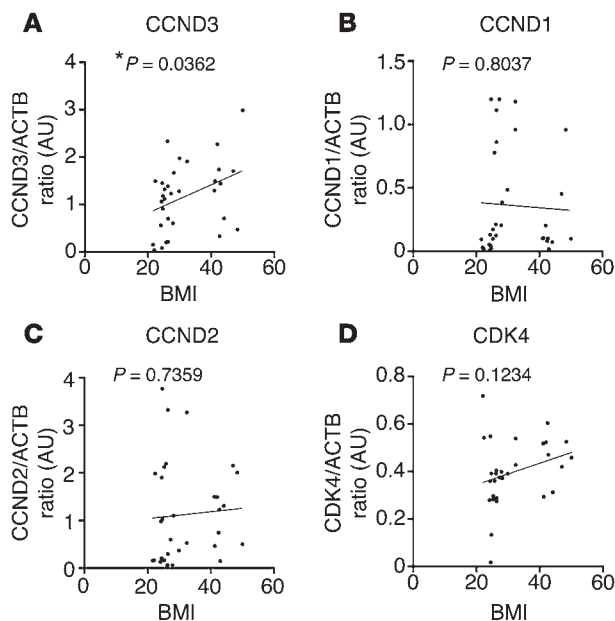 A
CCND3
* P = 0.0362
CCND3/ACTB
ratio (AU)
4
3
2
1
0
0
20
40
60
BMI
B
CCND1
P = 0.8037
CCND1/ACTB
ratio (AU)
1.5
1.0
0.5
0
0
20
40
60
BMI
C
CCND2
P = 0.7359
CCND2/ACTB
ratio (AU)
4
3
2
1
0
0
20
40
60
BMI
D
CDK4
P = 0.1234
CDK4/ACTB
ratio (AU)
0.8
0.6
0.4
0.2
0
0
20
40
60
BMI